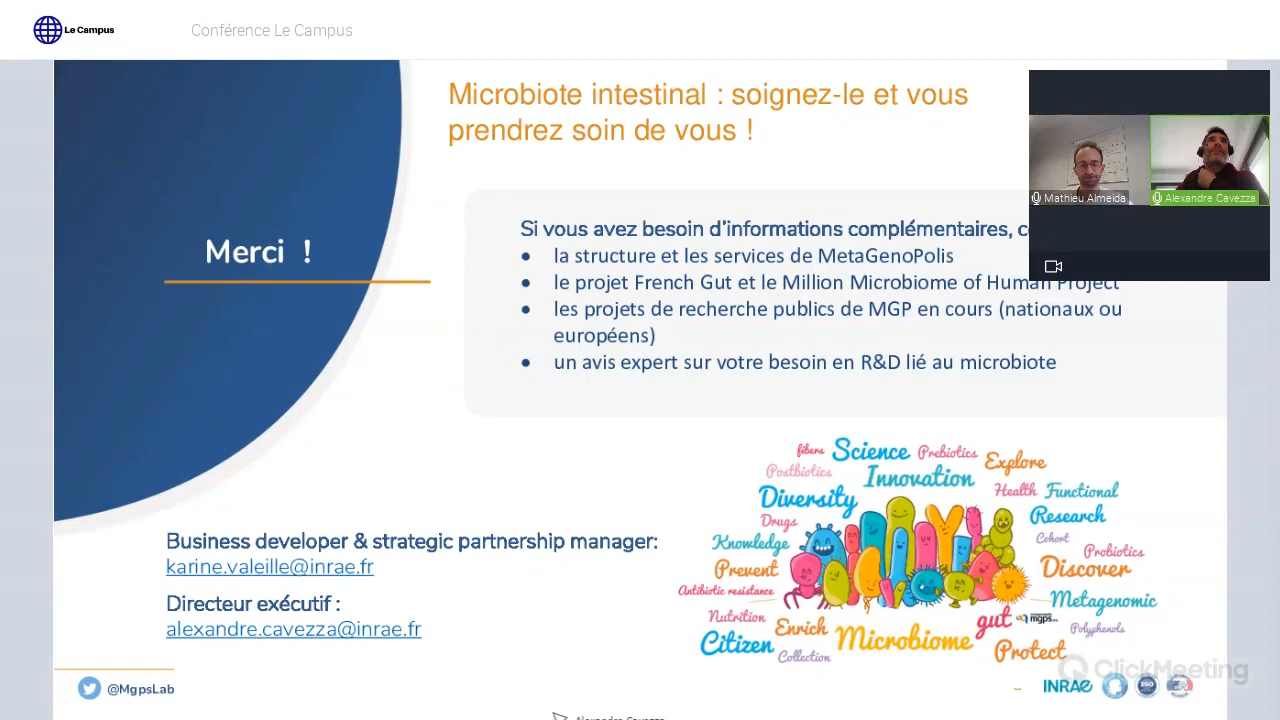 Le Campus
Conférence Le Campus
Microbiote intestinal : soignez-le et vous
prendrez soin de vous !
Mathieu Almeida
Alexandre Cavezza
Merci !
Si vous avez besoin d’informations complémentaires,
• la structure et les services de MetaGenoPolis
• le projet French Gut et le Million Microbiome of Human Project
• les projets de recherche publics de MGP en cours (nationaux ou
européens)
• un avis expert sur votre besoin en R&D lié au microbiote
fibers
Science
Prebiotics
Explore
Postbiotics
Innovation
Health
Functional
Diversity
Research
Drugs
Knowledge
Cohort
Probiotics
Prevent
Discover
Antibiotic resistance
Metagenomic
Nutrition
Enrich
gut
mgps
Polyphenols
Citizen
Microbiome
Collection
Protect
Business developer & strategic partnership manager:
karine.valeille@inrae.fr
Directeur exécutif :
alexandre.cavezza@inrae.fr
@MgpsLab
ClickMeeting
INRAE
ISO